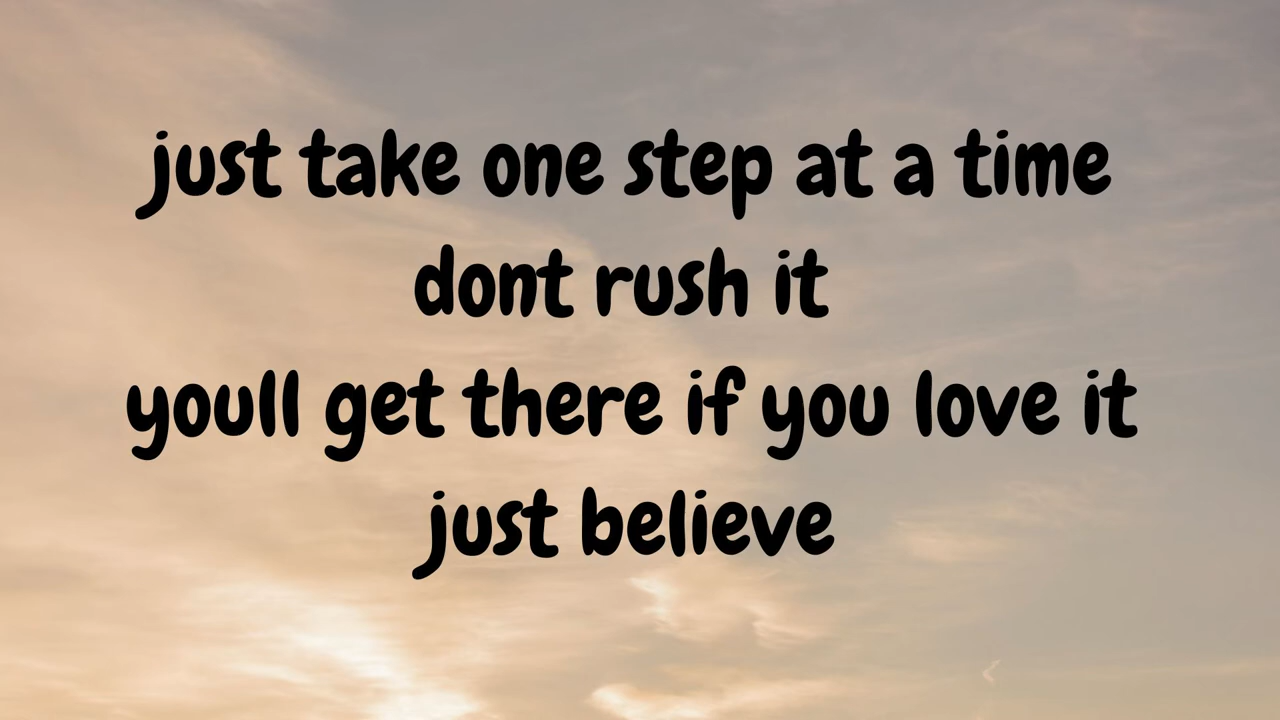 just take one step at a time
dont rush it
youll get there if you love it
just believe